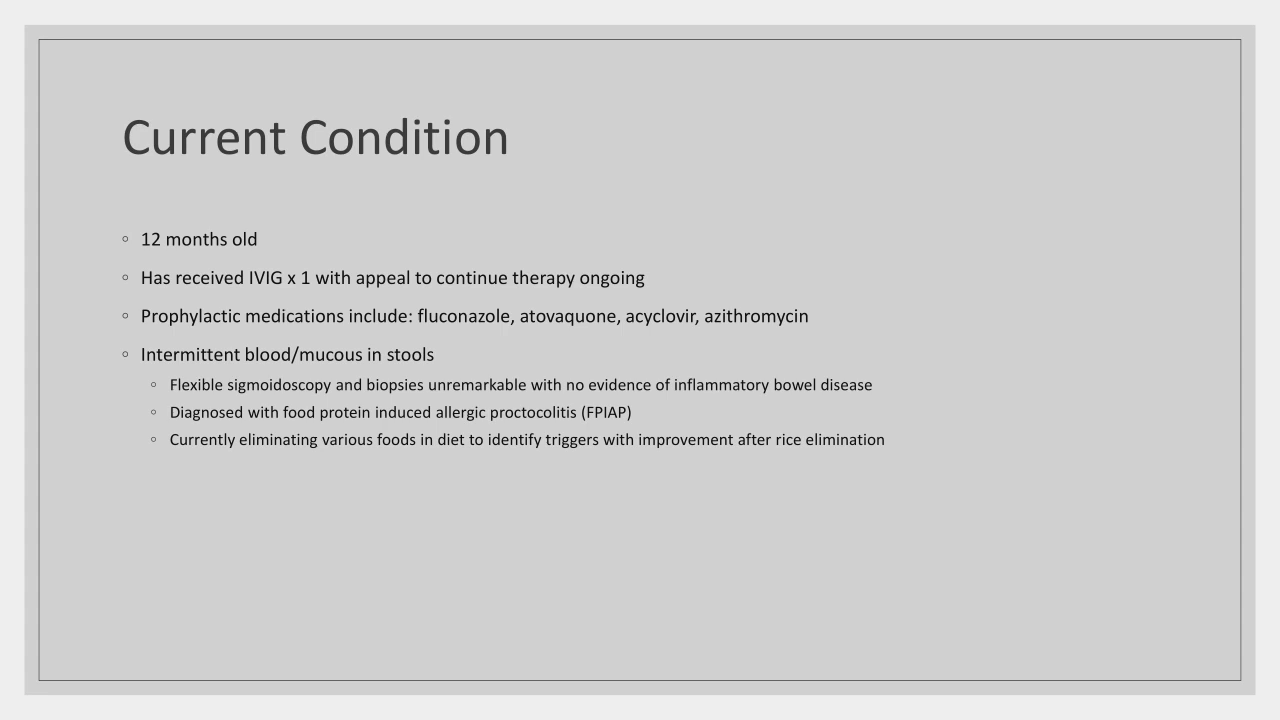 Current Condition
◦ 12 months old
◦ Has received IVIG x 1 with appeal to continue therapy ongoing
◦ Prophylactic medications include: fluconazole, atovaquone, acyclovir, azithromycin
◦ Intermittent blood/mucous in stools
◦ Flexible sigmoidoscopy and biopsies unremarkable with no evidence of inflammatory bowel disease
◦ Diagnosed with food protein induced allergic proctocolitis (FPIAP)
◦ Currently eliminating various foods in diet to identify triggers with improvement after rice elimination